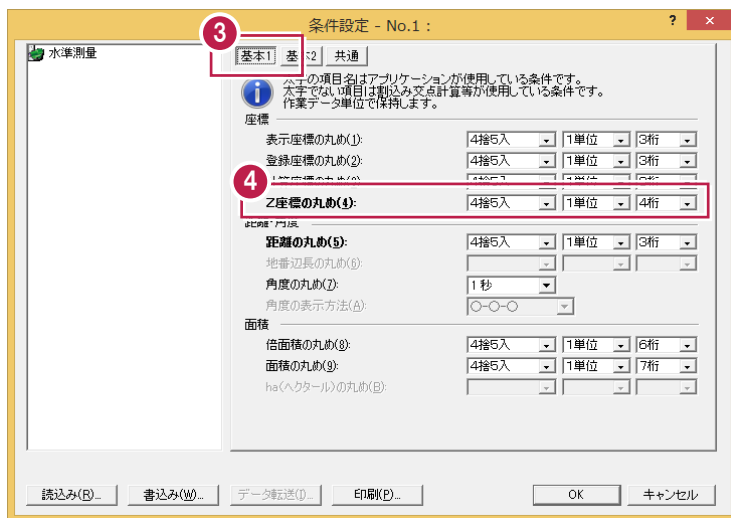 条件設定 - No.1 :
? ×
3
水準測量
基本1 基 2 共通
太字の項目名はアプリケーションが使用している条件です。
太字でない項目は割込み交点計算等が使用している条件です。
作業データ単位で保持します。
座標
表示座標の丸め(1): 4捨5入 1単位 3桁
登録座標の丸め(2): 4捨5入 1単位 3桁
4
Z座標の丸め(4): 4捨5入 1単位 4桁
距離・角度
距離の丸め(5): 4捨5入 1単位 3桁
地番辺長の丸め(6):
角度の丸め(7): 1秒
角度の表示方法(A): ○-○-○
面積
倍面積の丸め(8): 4捨5入 1単位 6桁
面積の丸め(9): 4捨5入 1単位 7桁
ha(ヘクタール)の丸め(B):
読込み(R)... 書込み(W)... データ転送(I)... 印刷(P)... OK キャンセル